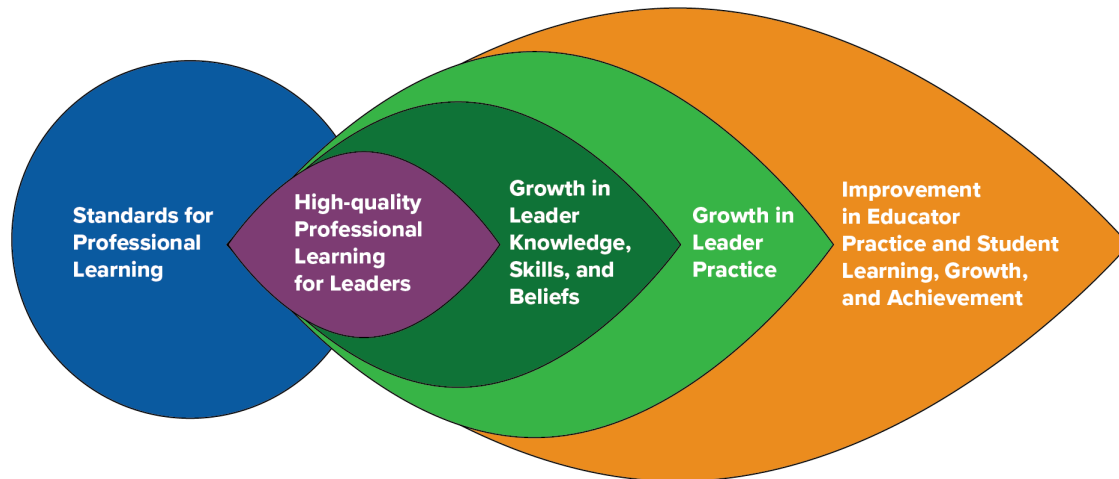 Standards for
Professional
Learning
High-quality
Professional
Learning
for Leaders
Growth in
Leader
Knowledge,
Skills, and
Beliefs
Growth in
Leader
Practice
Improvement
in Educator
Practice and Student
Learning, Growth,
and Achievement